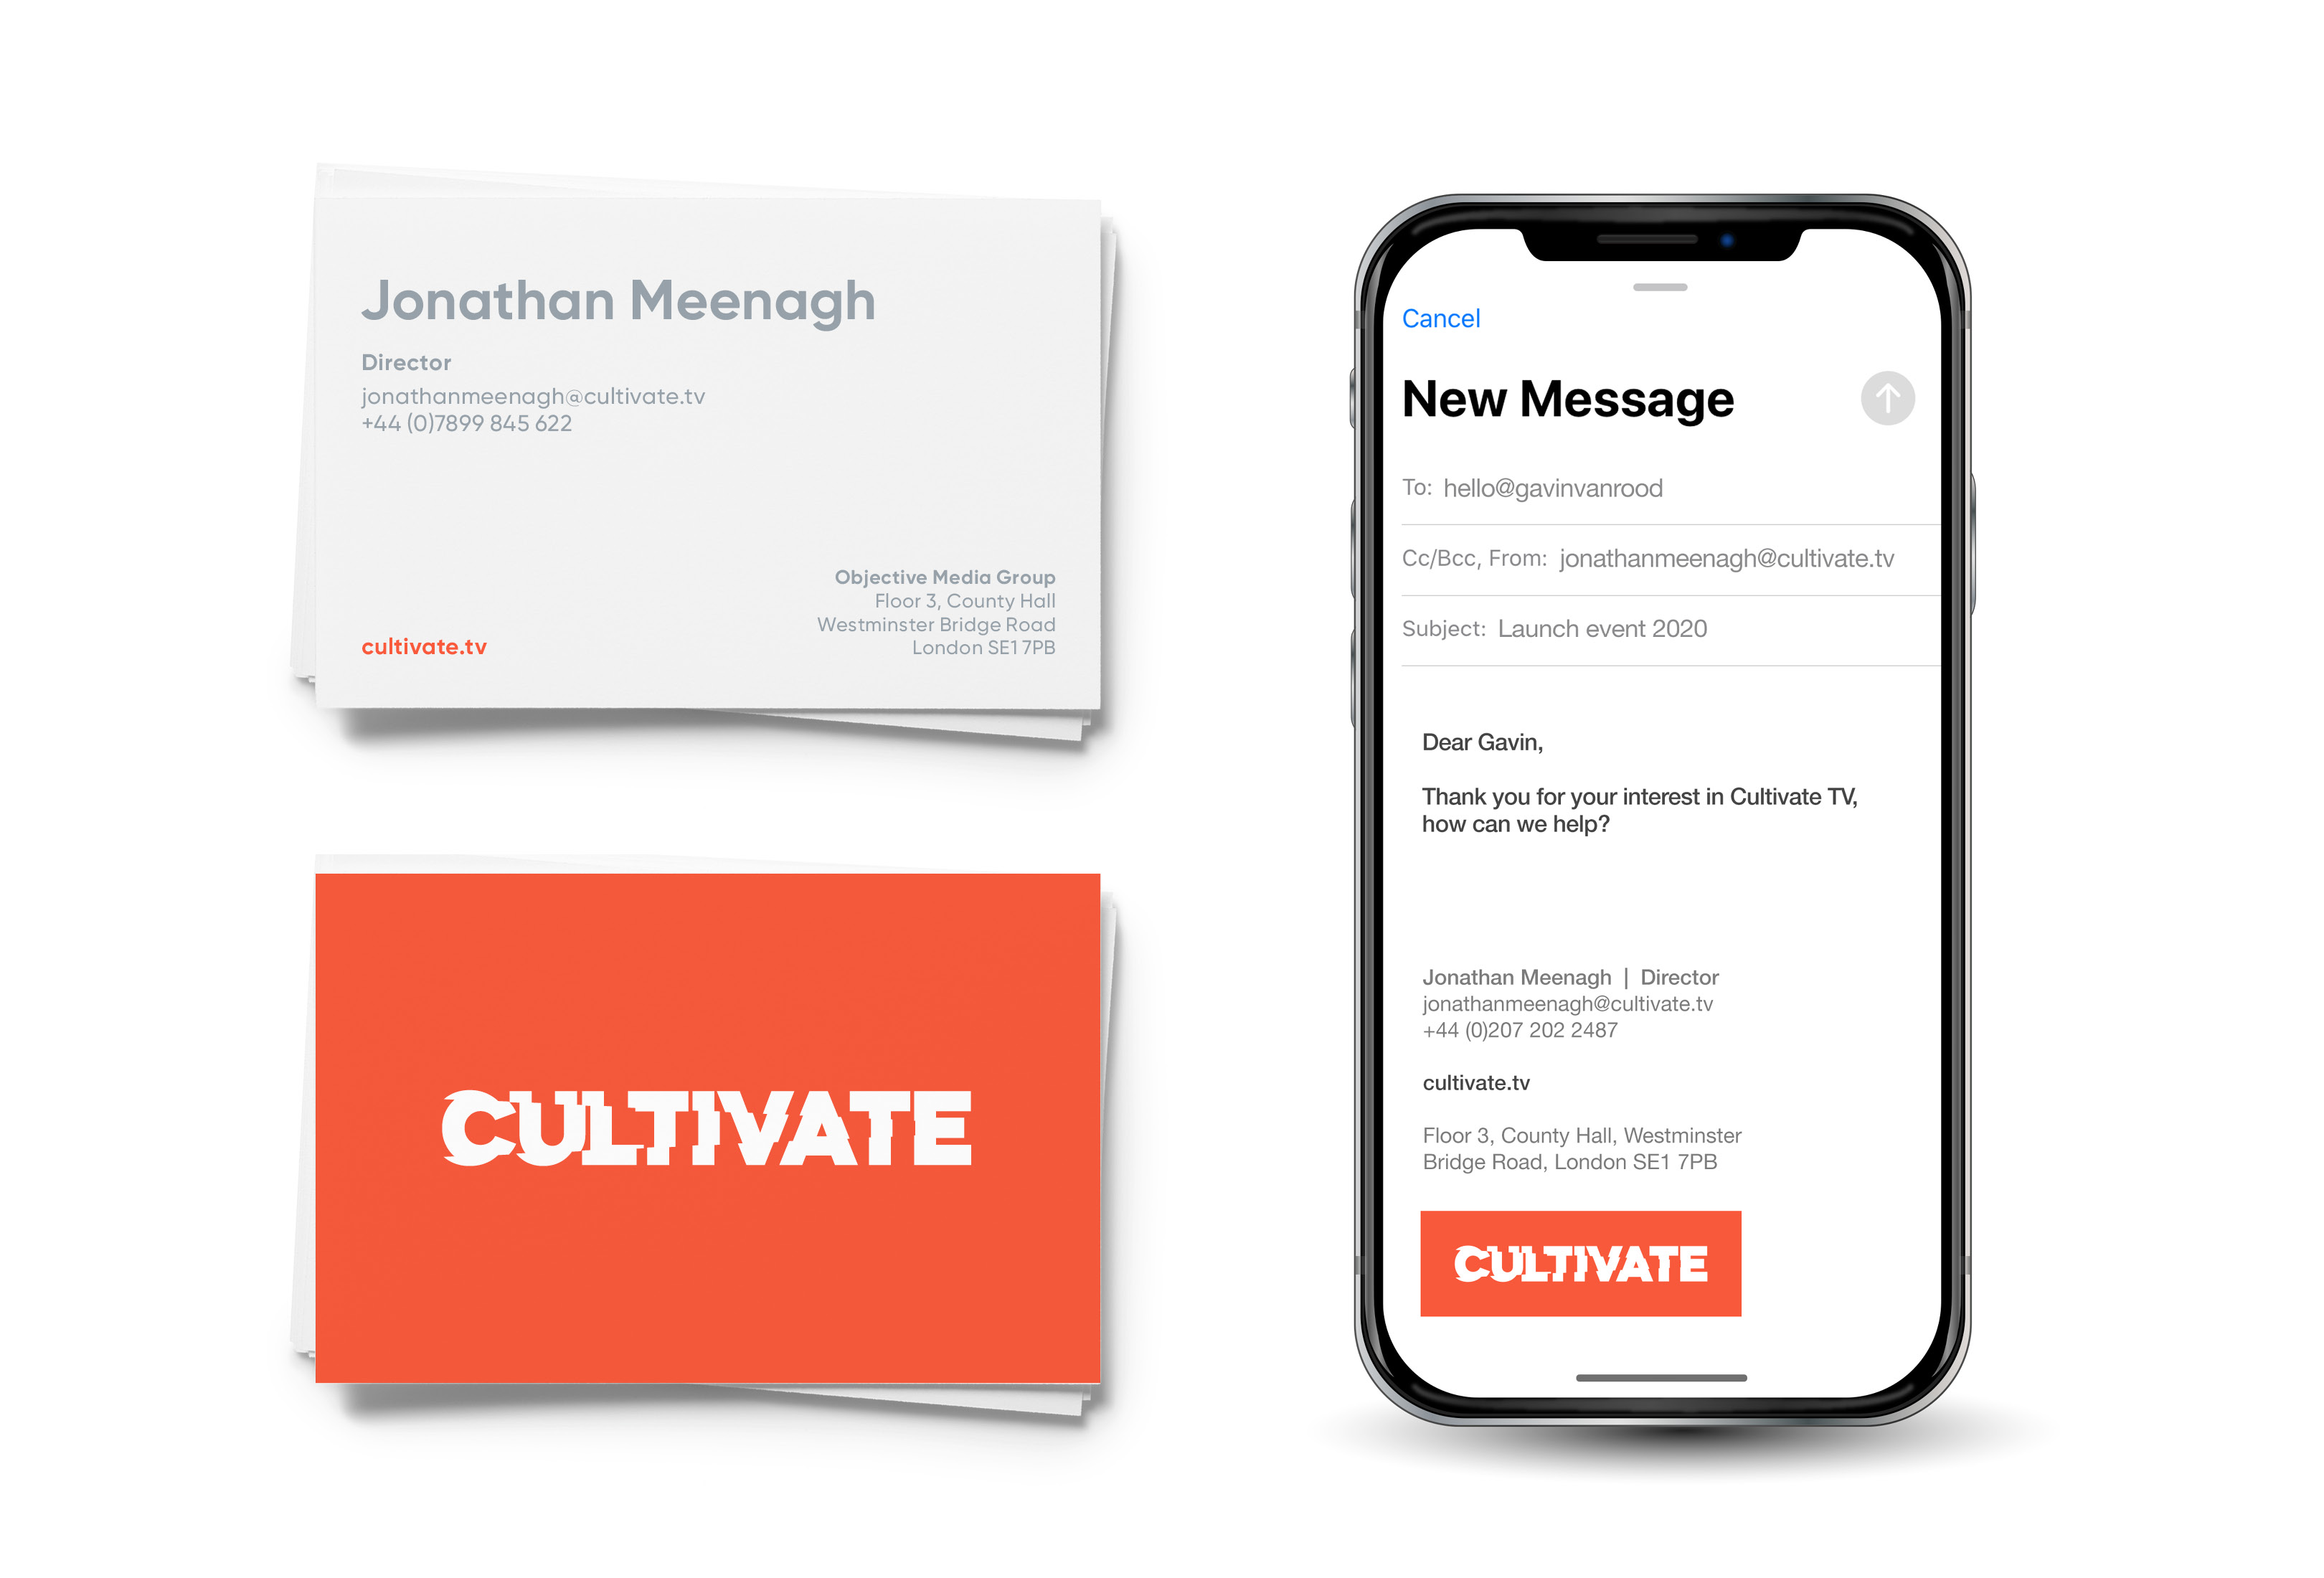 Jonathan Meenagh
Director
jonathanmeenagh@cultivate.tv
+44 (0)7899 845 622
cultivate.tv
Objective Media Group
Floor 3, County Hall
Westminster Bridge Road
London SE1 7PB
CULTIVATE
Cancel
New Message
To: hello@gavinvanrood
Cc/Bcc, From: jonathanmeenagh@cultivate.tv
Subject: Launch event 2020
Dear Gavin,
Thank you for your interest in Cultivate TV,
how can we help?
Jonathan Meenagh | Director
jonathanmeenagh@cultivate.tv
+44 (0)207 202 2487
cultivate.tv
Floor 3, County Hall, Westminster
Bridge Road, London SE1 7PB
CULTIVATE